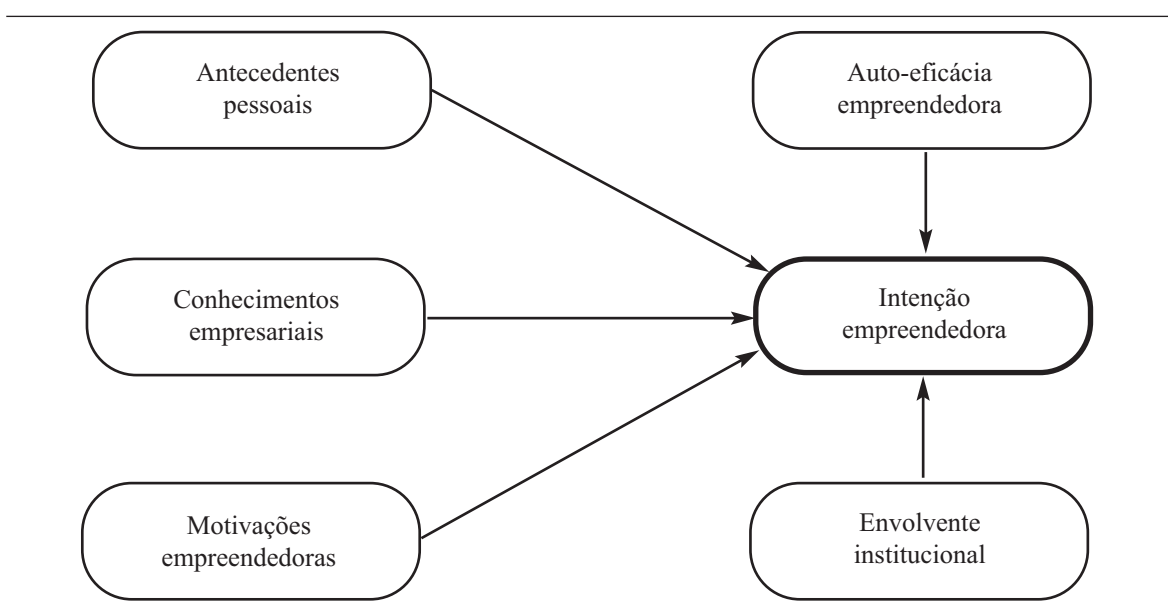 Antecedentes
pessoais
Auto-eficácia
empreendedora
Conhecimentos
empresariais
Intenção
empreendedora
Motivações
empreendedoras
Envolvente
institucional